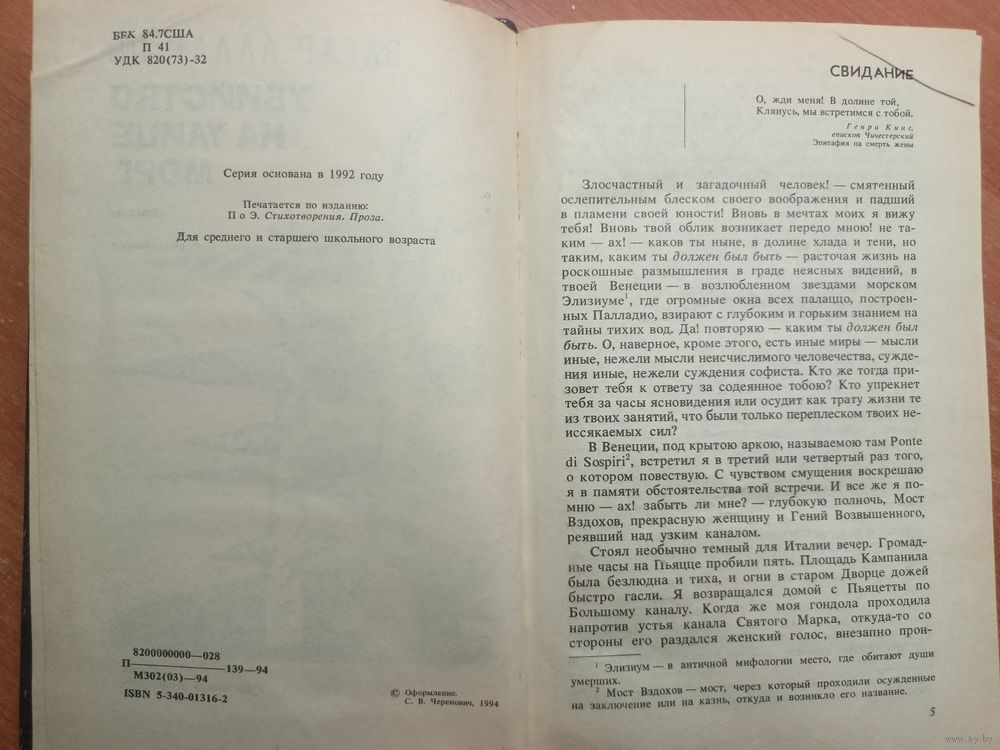 ББК 84.7США
П 41
УДК 820(73)-32
Серия основана в 1992 году
Печатается по изданию:
По Э. Стихотворения. Проза.
Для среднего и старшего школьного возраста
8200000000—028
П 139—94
М302(03)—94
ISBN 5-340-01316-2
© Оформление.
С. В. Черепович, 1994
СВИДАНИЕ
О, жди меня! В долине той,
Клянусь, мы встретимся с тобой.
Генри Кинг,
епископ Чичестерский
Эпитафия на смерть жены
Злосчастный и загадочный человек! — смятенный
ослепительным блеском своего воображения и падший
в пламени своей юности! Вновь в мечтах моих я вижу
тебя! Вновь твой облик возникает передо мною! не та-
ким — ах! — каков ты ныне, в долине хлада и тени, но
таким, каким ты должен был быть — расточая жизнь на
роскошные размышления в граде неясных видений, в
твоей Венеции — в возлюбленном звездами морском
Элизиуме¹, где огромные окна всех палаццо, построен-
ных Палладио, взирают с глубоким и горьким знанием на
тайны тихих вод. Да! повторяю — каким ты должен был
быть. О, наверное, кроме этого, есть иные миры — мысли
иные, нежели мысли неисчислимого человечества, сужде-
ния иные, нежели суждения софиста. Кто же тогда при-
зовет тебя к ответу за содеянное тобою? Кто упрекнет
тебя за часы ясновидения или осудит как трату жизни те
из твоих занятий, что были только переплеском твоих не-
иссякаемых сил?
В Венеции, под крытою аркою, называемою там Ponte
di Sospiri², встретил я в третий или четвертый раз того,
о котором повествую. С чувством смущения воскрешаю
я в памяти обстоятельства той встречи. И все же я по-
мню — ах! забыть ли мне? — глубокую полночь, Мост
Вздохов, прекрасную женщину и Гений Возвышенного,
реявший над узким каналом.
Стоял необычно темный для Италии вечер. Громад-
ные часы на Пьяцце пробили пять. Площадь Кампанила
была безлюдна и тиха, и огни в старом Дворце дожей
быстро гасли. Я возвращался домой с Пьяцетты по
Большому каналу. Когда же моя гондола проходила
напротив устья канала Святого Марка, откуда-то со
стороны его раздался женский голос, внезапно прон-
¹ Элизиум — в античной мифологии место, где обитают души
умерших.
² Мост Вздохов — мост, через который проходили осужденные
на заключение или на казнь, откуда и возникло его название.
5
www.ay.by